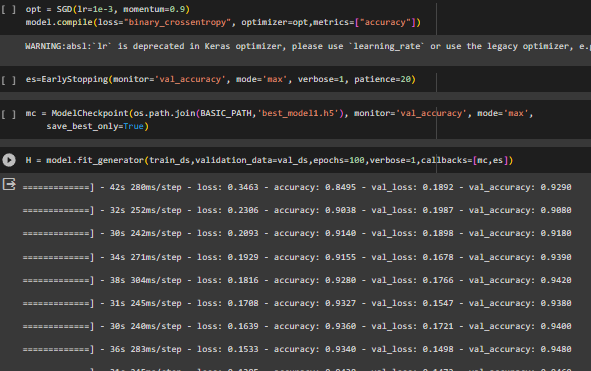 [ ] opt = SGD(lr=1e-3, momentum=0.9)
model.compile(loss="binary_crossentropy", optimizer=opt,metrics=["accuracy"])
WARNING:absl:`lr` is deprecated in Keras optimizer, please use `learning_rate` or use the legacy optimizer, e.g
[ ] es=EarlyStopping(monitor='val_accuracy', mode='max', verbose=1, patience=20)
[ ] mc = ModelCheckpoint(os.path.join(BASIC_PATH,'best_model1.h5'), monitor='val_accuracy', mode='max',
save_best_only=True)
H = model.fit_generator(train_ds,validation_data=val_ds,epochs=100,verbose=1,callbacks=[mc,es])
=============] - 42s 280ms/step - loss: 0.3463 - accuracy: 0.8495 - val_loss: 0.1892 - val_accuracy: 0.9290
=============] - 32s 252ms/step - loss: 0.2306 - accuracy: 0.9038 - val_loss: 0.1987 - val_accuracy: 0.9080
=============] - 30s 242ms/step - loss: 0.2093 - accuracy: 0.9140 - val_loss: 0.1898 - val_accuracy: 0.9180
=============] - 34s 271ms/step - loss: 0.1929 - accuracy: 0.9155 - val_loss: 0.1678 - val_accuracy: 0.9390
=============] - 38s 304ms/step - loss: 0.1816 - accuracy: 0.9280 - val_loss: 0.1766 - val_accuracy: 0.9420
=============] - 31s 245ms/step - loss: 0.1708 - accuracy: 0.9327 - val_loss: 0.1547 - val_accuracy: 0.9380
=============] - 30s 240ms/step - loss: 0.1639 - accuracy: 0.9360 - val_loss: 0.1721 - val_accuracy: 0.9400
=============] - 36s 283ms/step - loss: 0.1533 - accuracy: 0.9340 - val_loss: 0.1498 - val_accuracy: 0.9480